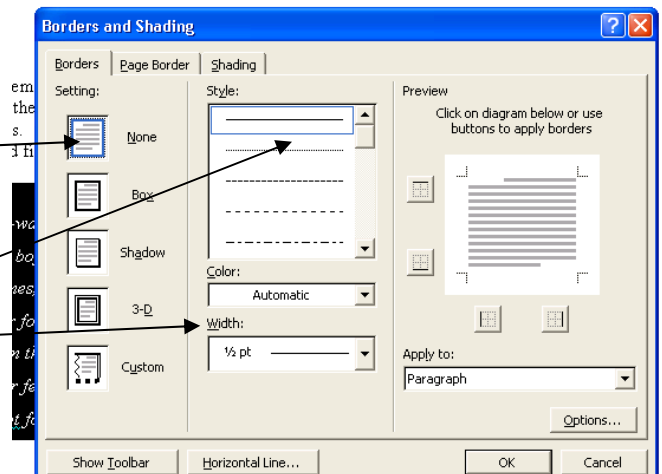 Borders and Shading
Borders Page Border Shading
Setting:
None
Box
Shadow
3-D
Custom
Style:
Color:
Automatic
Width:
½ pt
Preview
Click on diagram below or use
buttons to apply borders
Apply to:
Paragraph
Options...
Show Toolbar
Horizontal Line...
OK
Cancel